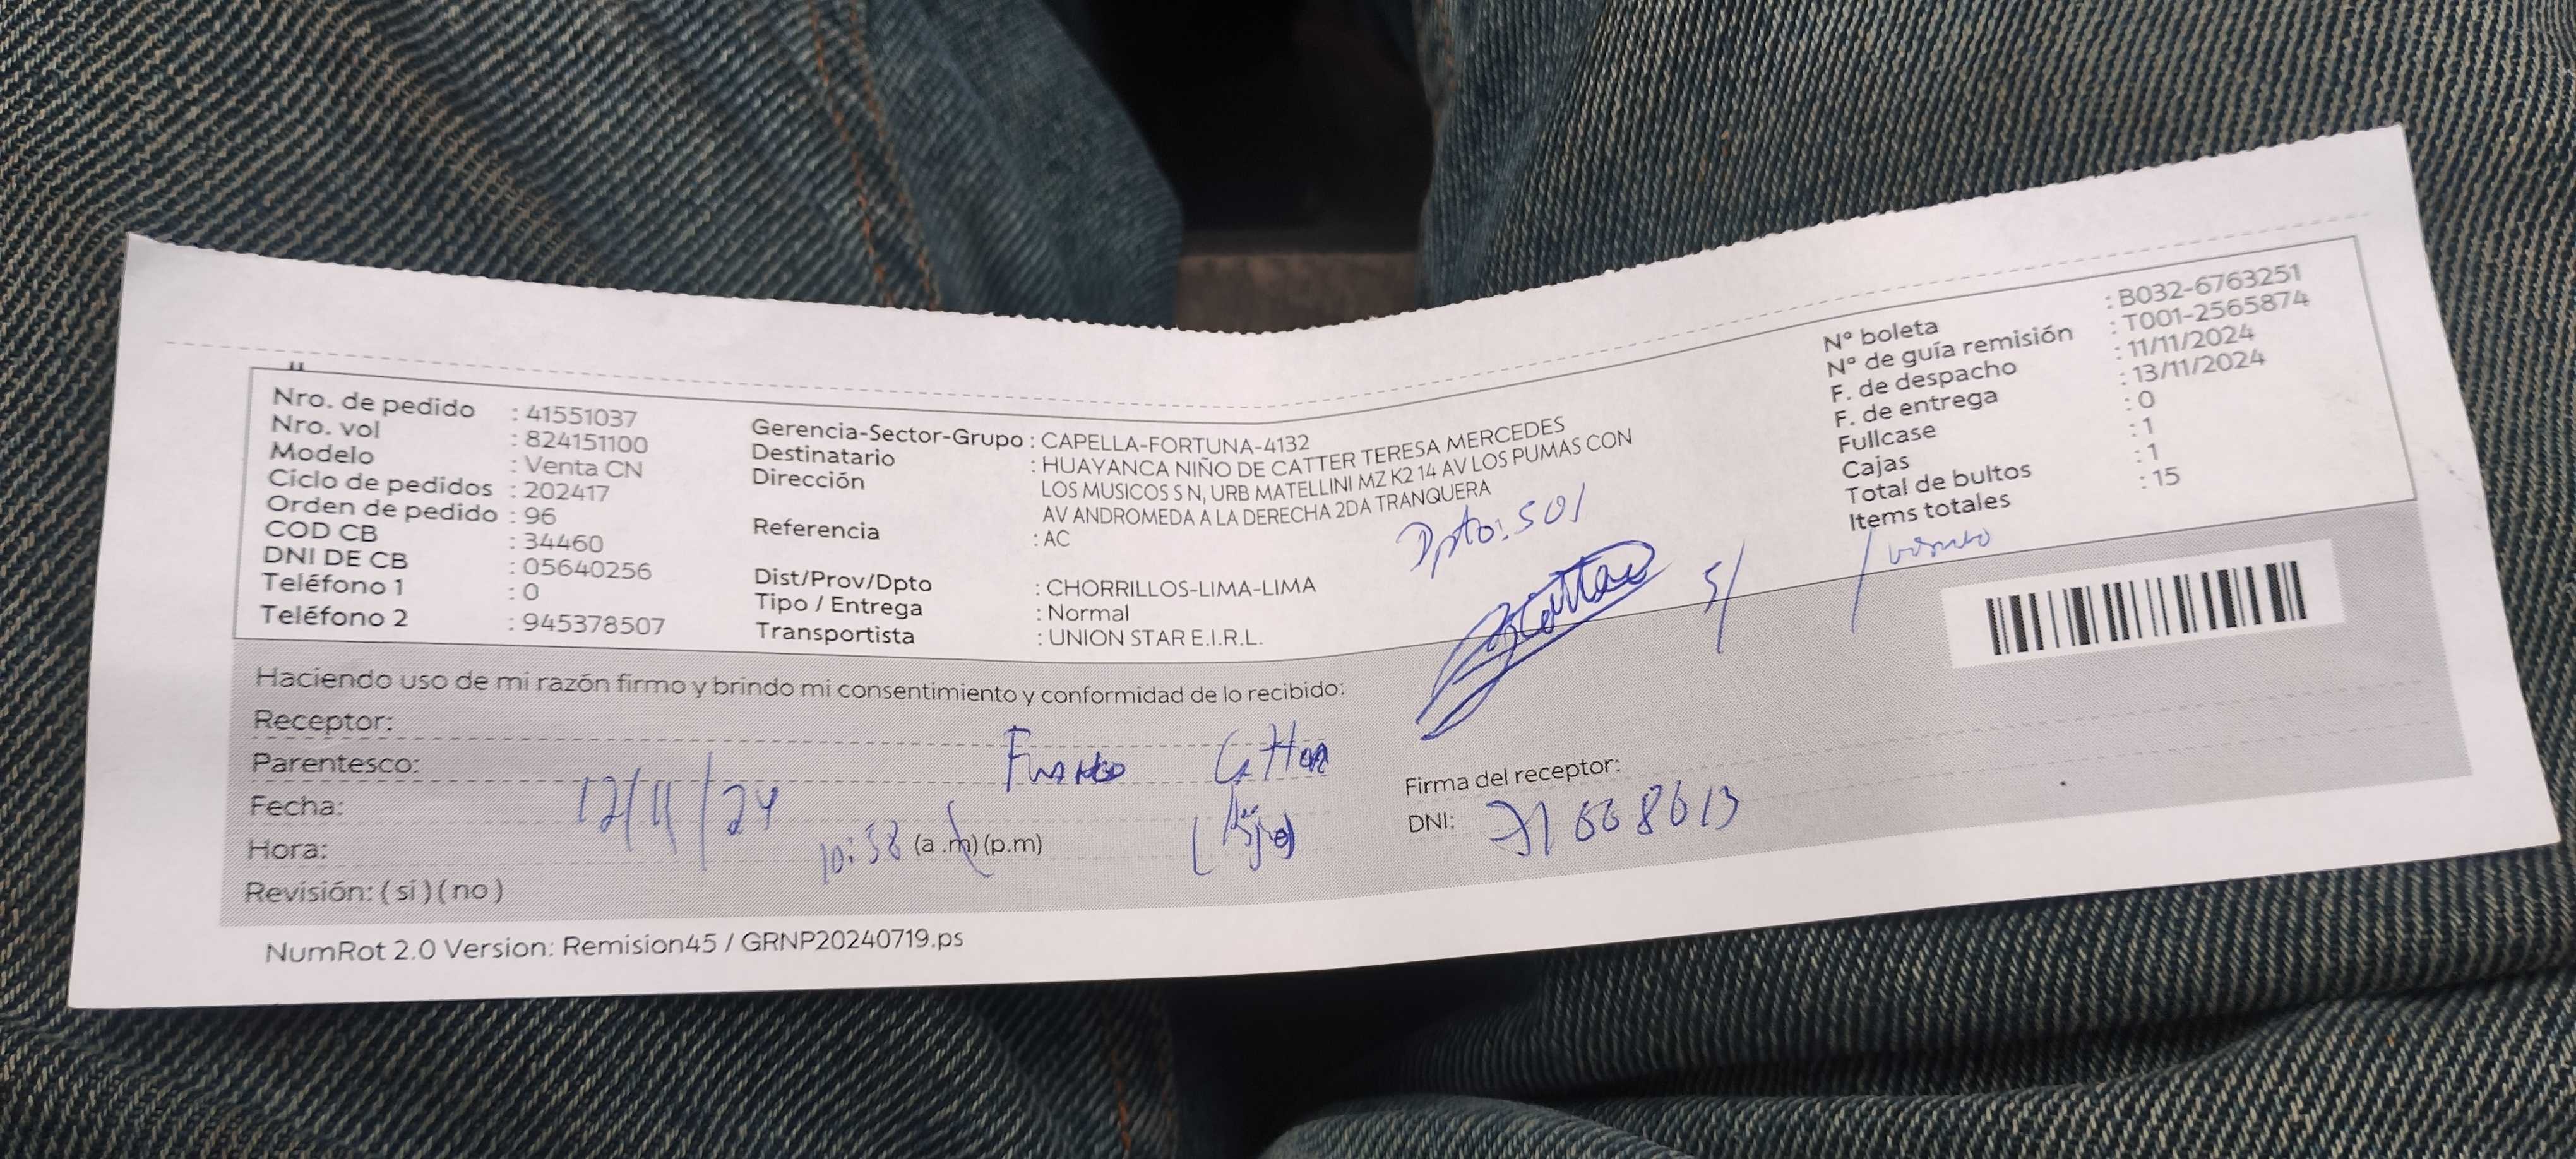 Nro. de pedido : 41551037
Nro. vol : 824151100
Modelo : Venta CN
Ciclo de pedidos : 202417
Orden de pedido : 96
COD CB : 34460
DNI DE CB : 05640256
Teléfono 1 : 0
Teléfono 2 : 945378507
Gerencia-Sector-Grupo : CAPELLA-FORTUNA-4132
Destinatario : HUAYANCA NIÑO DE CATTER TERESA MERCEDES
Dirección : LOS MUSICOS S N, URB MATELLINI MZ K2 14 AV LOS PUMAS CON
AV ANDROMEDA A LA DERECHA 2DA TRANQUERA
Referencia : AC
Dist/Prov/Dpto : CHORRILLOS-LIMA-LIMA
Tipo / Entrega : Normal
Transportista : UNION STAR E.I.R.L.
Dpto: 501
N° boleta : B032-6763251
N° de guía remisión : T001-2565874
F. de despacho : 11/11/2024
F. de entrega : 13/11/2024
Fullcase : 0
Cajas : 1
Total de bultos : 1
Items totales : 15
Haciendo uso de mi razón firmo y brindo mi consentimiento y conformidad de lo recibido:
Receptor:
Parentesco:
Fecha: 12/11/24
Hora: 10:38 (a .m) (p.m)
Revisión: ( si ) ( no )
Firma del receptor:
DNI: 71668613
NumRot 2.0 Version: Remision45 / GRNP20240719.ps